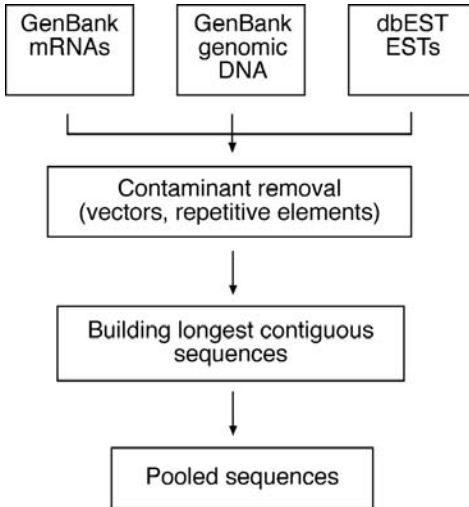 GenBank
mRNAs
GenBank
genomic
DNA
dbEST
ESTs
Contaminant removal
(vectors, repetitive elements)
Building longest contiguous
sequences
Pooled sequences